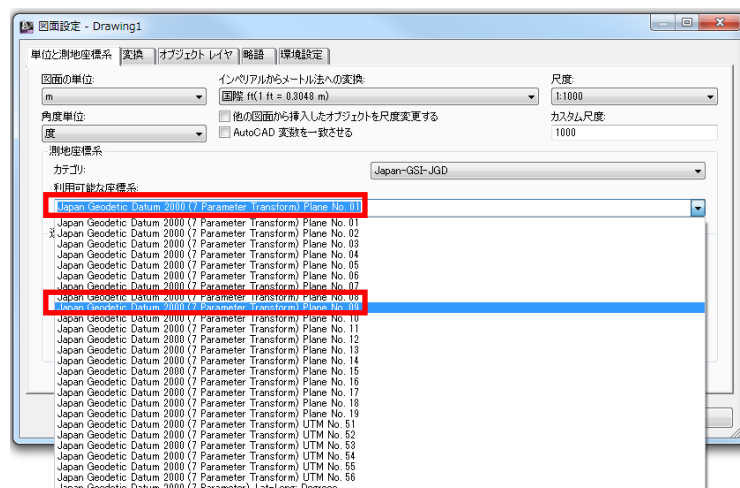 図面設定 - Drawing1
単位と測地座標系 変換 オブジェクト レイヤ 略語 環境設定
図面の単位: インペリアルからメートル法への変換: 尺度:
m 国際 ft(1 ft = 0.3048 m) 1:1000
角度単位: 他の図面から挿入したオブジェクトを尺度変更する カスタム尺度:
度 AutoCAD 変数を一致させる 1000
測地座標系
カテゴリ: Japan-GSI-JGD
利用可能な座標系:
Japan Geodetic Datum 2000 (7 Parameter Transform) Plane No. 01
Japan Geodetic Datum 2000 (7 Parameter Transform) Plane No. 01
Japan Geodetic Datum 2000 (7 Parameter Transform) Plane No. 02
Japan Geodetic Datum 2000 (7 Parameter Transform) Plane No. 03
Japan Geodetic Datum 2000 (7 Parameter Transform) Plane No. 04
Japan Geodetic Datum 2000 (7 Parameter Transform) Plane No. 05
Japan Geodetic Datum 2000 (7 Parameter Transform) Plane No. 06
Japan Geodetic Datum 2000 (7 Parameter Transform) Plane No. 07
Japan Geodetic Datum 2000 (7 Parameter Transform) Plane No. 08
Japan Geodetic Datum 2000 (7 Parameter Transform) Plane No. 09
Japan Geodetic Datum 2000 (7 Parameter Transform) Plane No. 10
Japan Geodetic Datum 2000 (7 Parameter Transform) Plane No. 11
Japan Geodetic Datum 2000 (7 Parameter Transform) Plane No. 12
Japan Geodetic Datum 2000 (7 Parameter Transform) Plane No. 13
Japan Geodetic Datum 2000 (7 Parameter Transform) Plane No. 14
Japan Geodetic Datum 2000 (7 Parameter Transform) Plane No. 15
Japan Geodetic Datum 2000 (7 Parameter Transform) Plane No. 16
Japan Geodetic Datum 2000 (7 Parameter Transform) Plane No. 17
Japan Geodetic Datum 2000 (7 Parameter Transform) Plane No. 18
Japan Geodetic Datum 2000 (7 Parameter Transform) Plane No. 19
Japan Geodetic Datum 2000 (7 Parameter Transform) UTM No. 51
Japan Geodetic Datum 2000 (7 Parameter Transform) UTM No. 52
Japan Geodetic Datum 2000 (7 Parameter Transform) UTM No. 53
Japan Geodetic Datum 2000 (7 Parameter Transform) UTM No. 54
Japan Geodetic Datum 2000 (7 Parameter Transform) UTM No. 55
Japan Geodetic Datum 2000 (7 Parameter Transform) UTM No. 56
Japan Geodetic Datum 2000 (7 Parameter) Lat-Long; Degrees